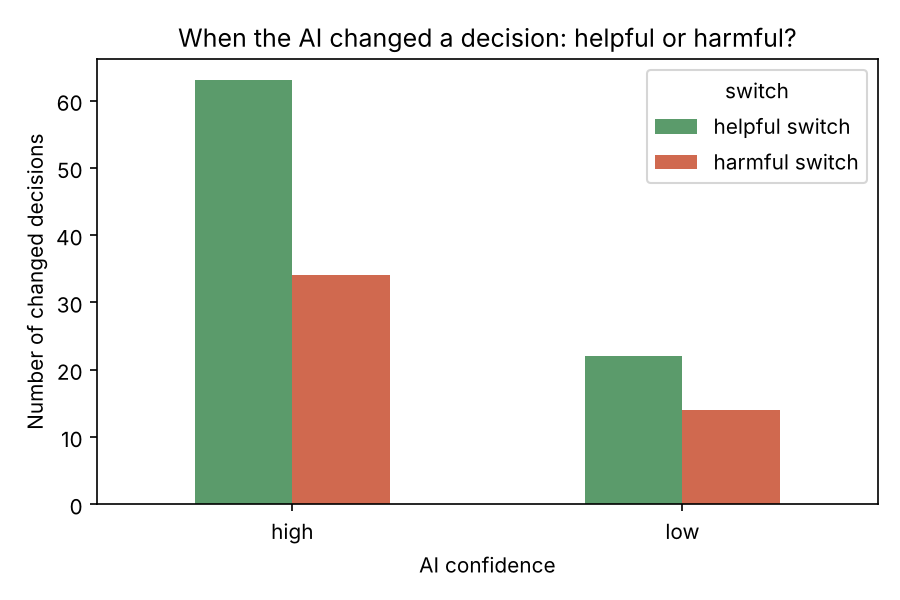 When the AI changed a decision: helpful or harmful?
switch
helpful switch
harmful switch
Number of changed decisions
60
50
40
30
20
10
0
high
low
AI confidence